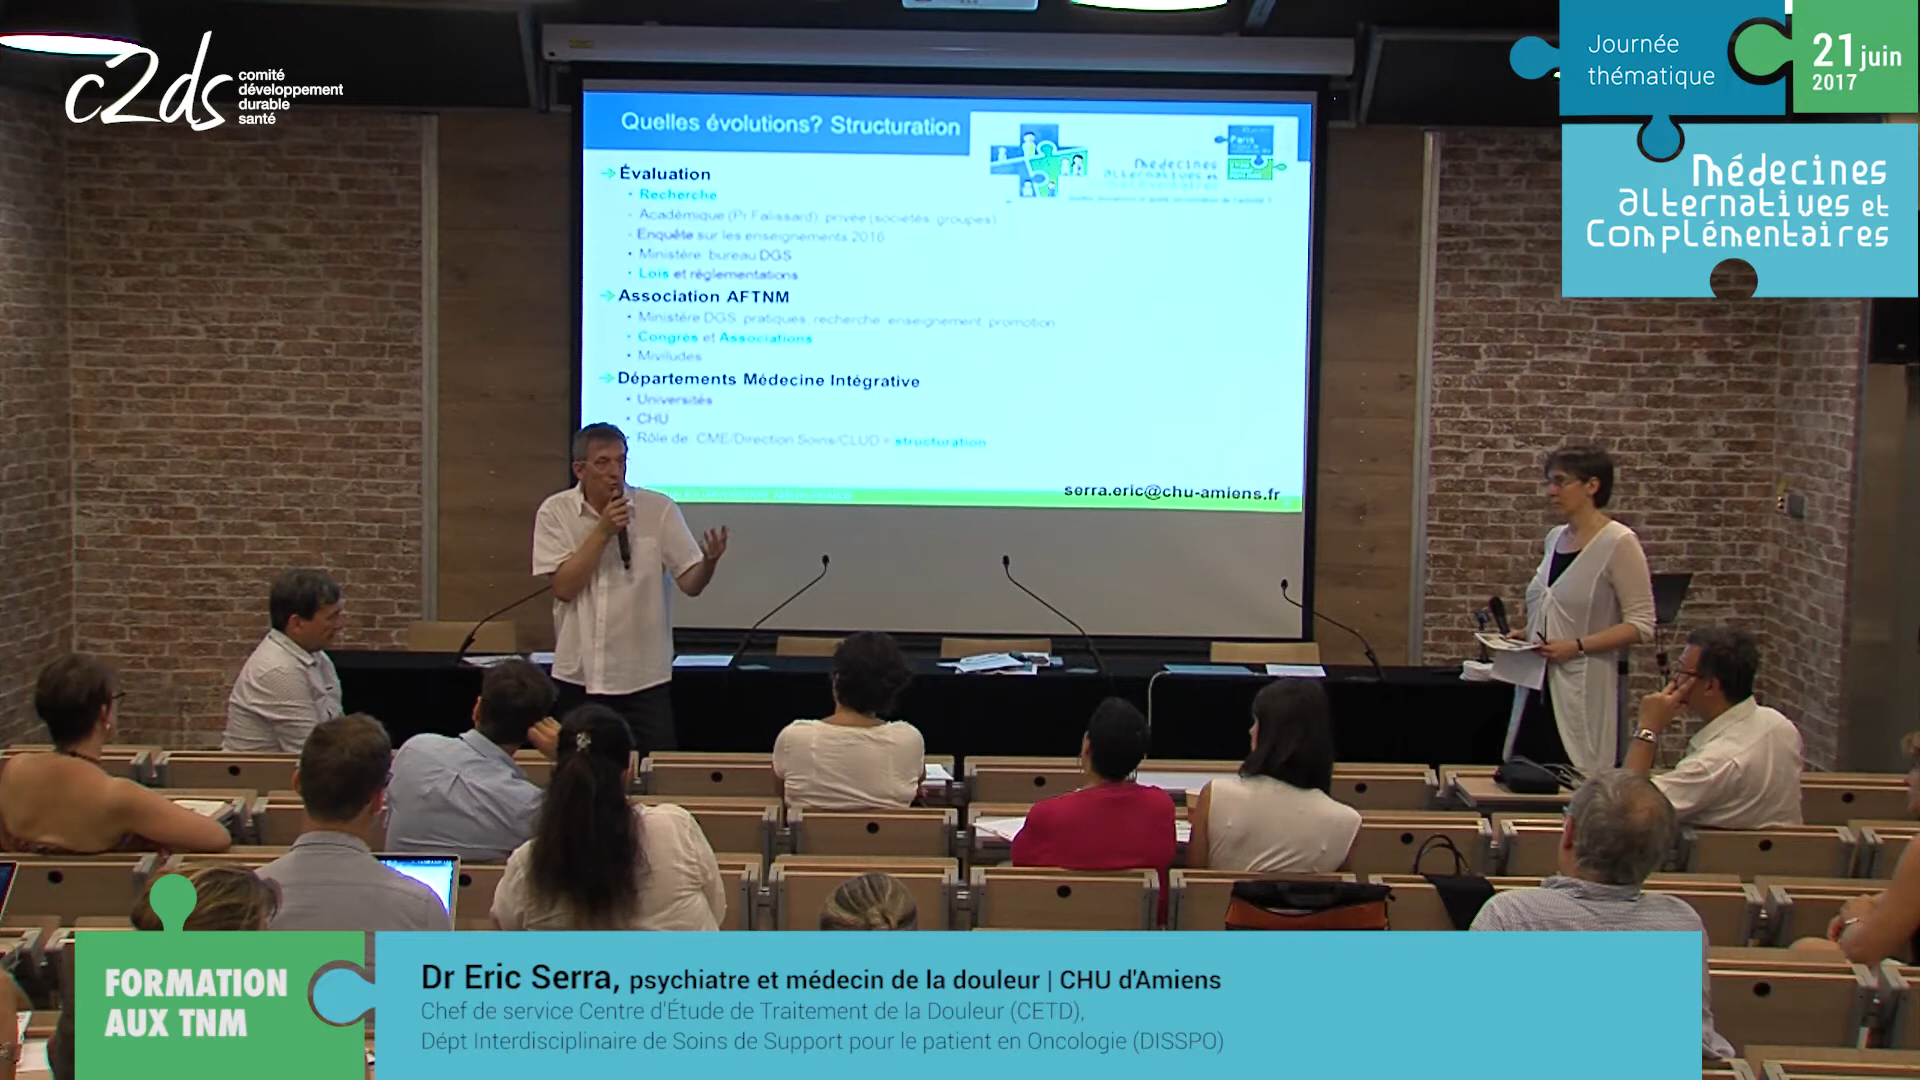 c2ds
comité
développement
durable
santé
Journée
thématique
21 juin
2017
Médecines
alternatives et
Complémentaires
Quelles évolutions? Structuration
Médecines
Paris
Évaluation
Recherche
Académique (Pr Falissard), privée (sociétés, groupes)
Enquête sur les enseignements 2016
Ministère: bureau DGS
Lois et réglementations
Association AFTNM
Ministère DGS, pratiques, recherche, enseignement, promotion
Congrès et Associations
Miviludes
Départements Médecine Intégrative
Universités
CHU
Rôle de: CME/Direction Soins/CLUD = structuration
serra.eric@chu-amiens.fr
FORMATION
AUX TNM
Dr Eric Serra, psychiatre et médecin de la douleur | CHU d'Amiens
Chef de service Centre d'Étude de Traitement de la Douleur (CETD),
Dépt Interdisciplinaire de Soins de Support pour le patient en Oncologie (DISSPO)